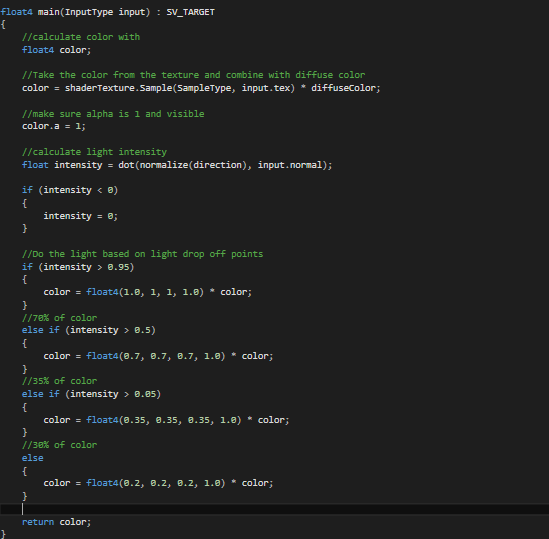 float4 main(InputType input) : SV_TARGET
{
//calculate color with
float4 color;
//Take the color from the texture and combine with diffuse color
color = shaderTexture.Sample(SampleType, input.tex) * diffuseColor;
//make sure alpha is 1 and visible
color.a = 1;
//calculate light intensity
float intensity = dot(normalize(direction), input.normal);
if (intensity < 0)
{
intensity = 0;
}
//Do the light based on light drop off points
if (intensity > 0.95)
{
color = float4(1.0, 1, 1, 1.0) * color;
}
//70% of color
else if (intensity > 0.5)
{
color = float4(0.7, 0.7, 0.7, 1.0) * color;
}
//35% of color
else if (intensity > 0.05)
{
color = float4(0.35, 0.35, 0.35, 1.0) * color;
}
//30% of color
else
{
color = float4(0.2, 0.2, 0.2, 1.0) * color;
}
return color;
}